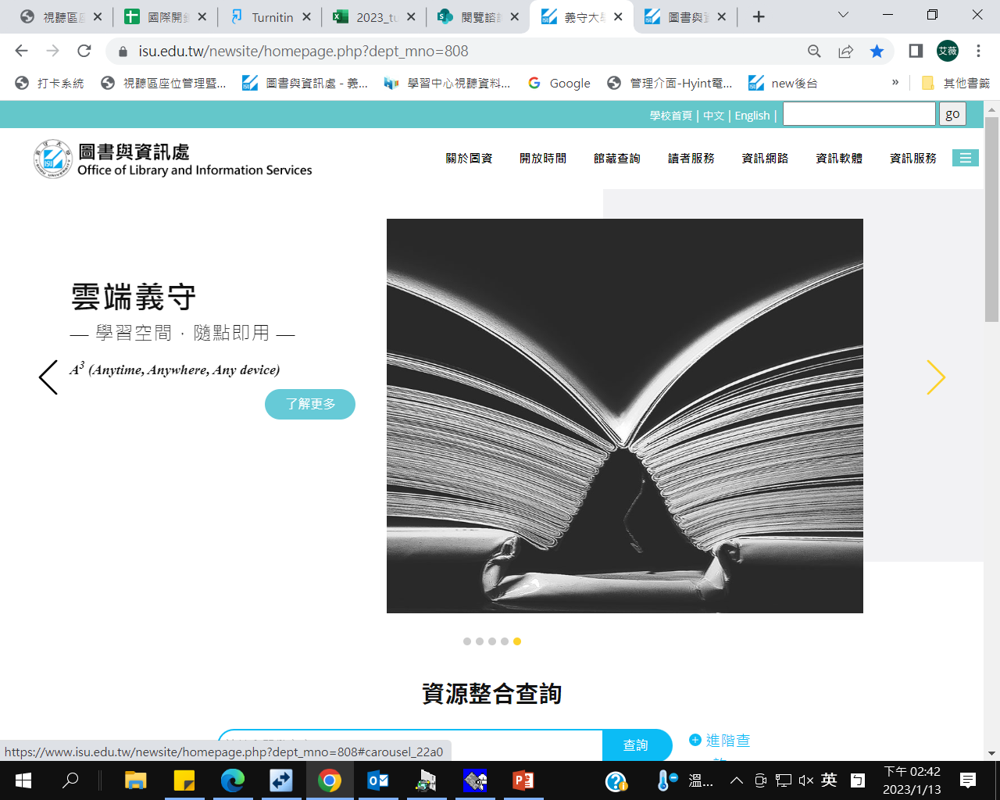 視聽區座
國際開
Turnitin
2023_tu
閱覽諮
義守大學
圖書與資
isu.edu.tw/newsite/homepage.php?dept_mno=808
艾薇
打卡系統
視聽區座位管理暨...
圖書與資訊處 - 義...
學習中心視聽資料...
Google
管理介面-Hyint電...
new後台
»
其他書籤
學校首頁 | 中文 | English |
go
圖書與資訊處
Office of Library and Information Services
關於圖資
開放時間
館藏查詢
讀者服務
資訊網路
資訊軟體
資訊服務
雲端義守
— 學習空間，隨點即用 —
A³ (Anytime, Anywhere, Any device)
了解更多
資源整合查詢
查詢
進階查
https://www.isu.edu.tw/newsite/homepage.php?dept_mno=808#carousel_22a0
溫...
英
下午 02:42
2023/1/13